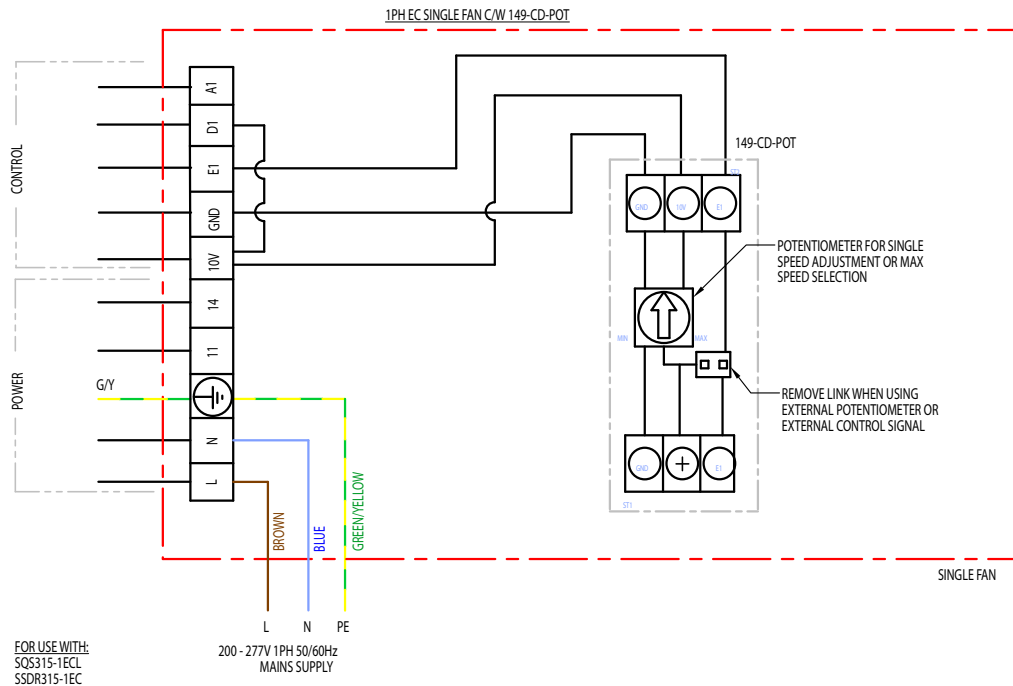 1PH EC SINGLE FAN C/W 149-CD-POT
CONTROL
A1
D1
E1
GND
10V
POWER
14
11
G/Y
N
L
BROWN
BLUE
GREEN/YELLOW
L N PE
200 - 277V 1PH 50/60Hz
MAINS SUPPLY
149-CD-POT
ST2
GND 10V E1
POTENTIOMETER FOR SINGLE
SPEED ADJUSTMENT OR MAX
SPEED SELECTION
MIN MAX
REMOVE LINK WHEN USING
EXTERNAL POTENTIOMETER OR
EXTERNAL CONTROL SIGNAL
GND + E1
ST1
SINGLE FAN
FOR USE WITH:
SQS315-1ECL
SSDR315-1EC